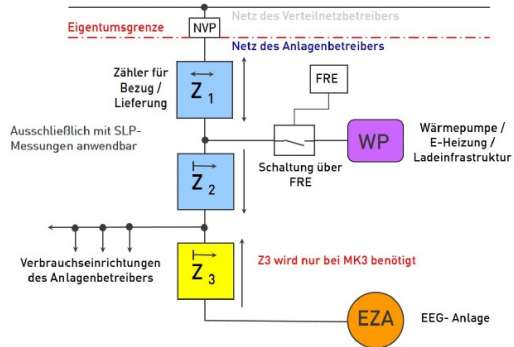 Netz des Verteilnetzbetreibers
Eigentumsgrenze
NVP
Netz des Anlagenbetreibers
Zähler für
Bezug /
Lieferung
Z 1
FRE
Ausschließlich mit SLP-
Messungen anwendbar
WP
Wärmepumpe /
E-Heizung /
Ladeinfrastruktur
Schaltung über
FRE
Z 2
Verbrauchseinrichtungen
des Anlagenbetreibers
Z 3
Z3 wird nur bei MK3 benötigt
EZA
EEG- Anlage